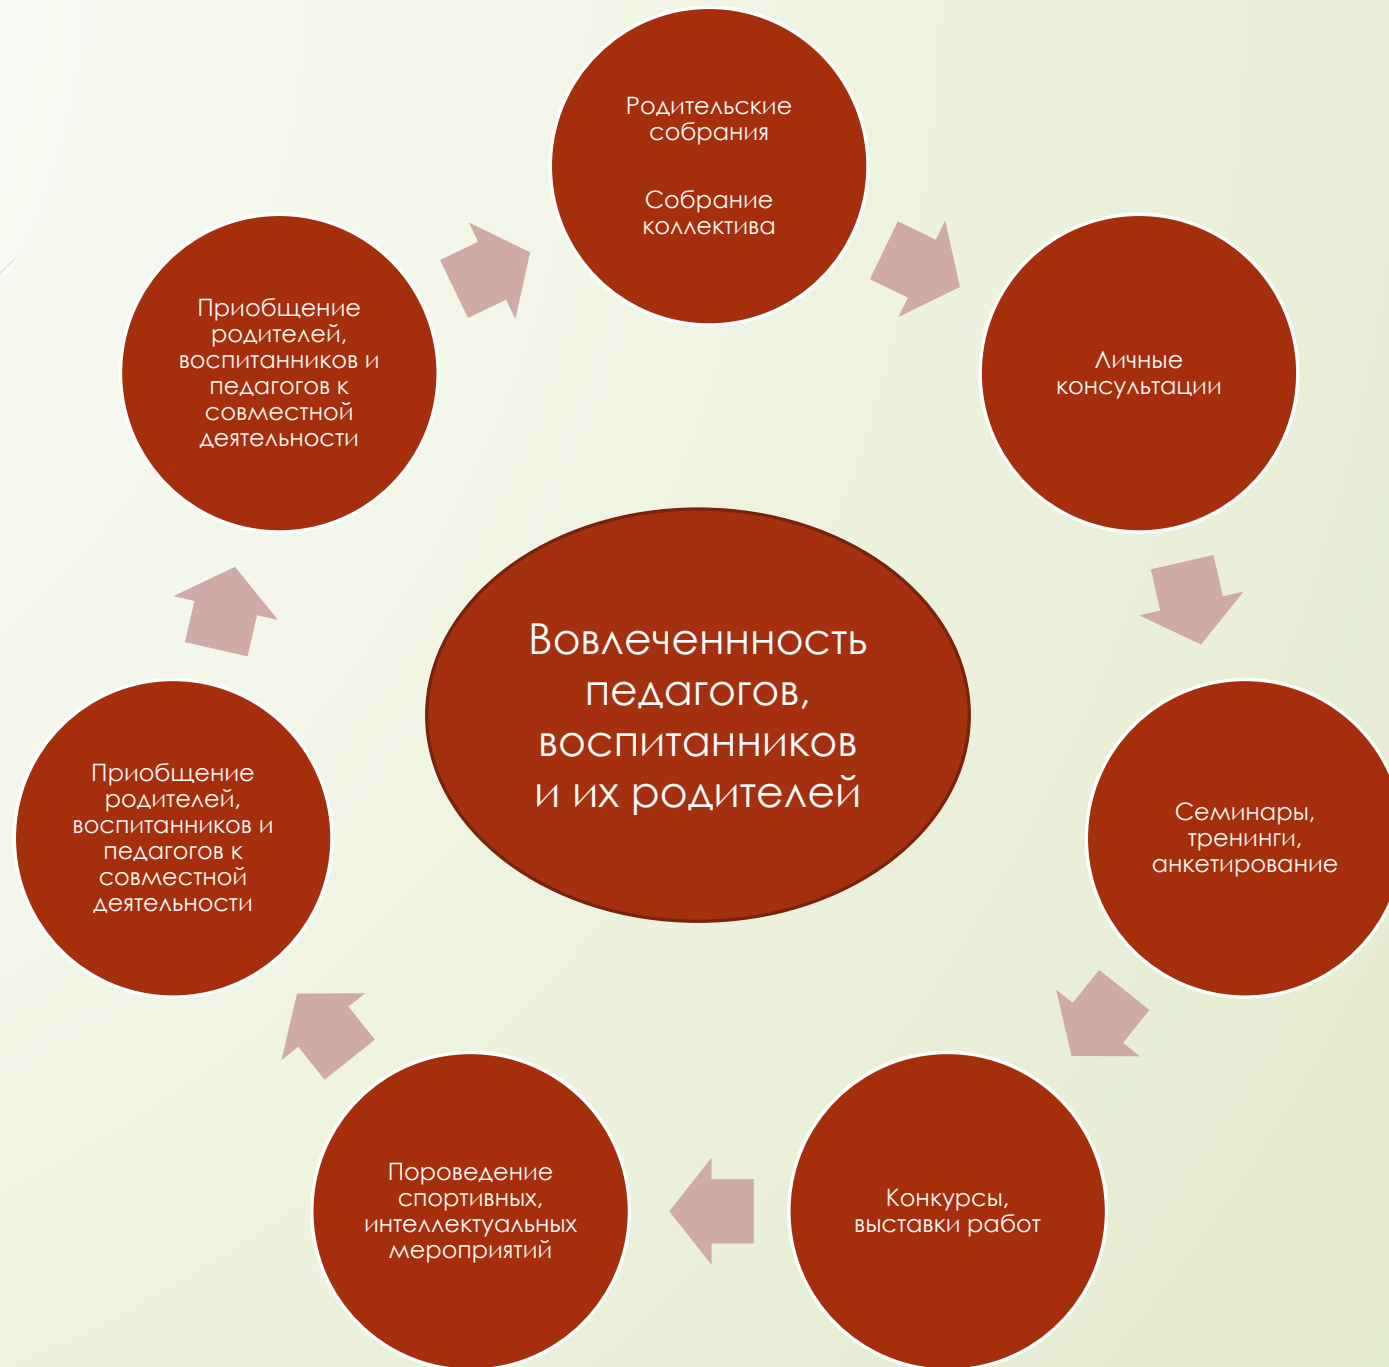 Родительские
собрания
Собрание
коллектива
Личные
консультации
Семинары,
тренинги,
анкетирование
Конкурсы,
выставки работ
Пороведение
спортивных,
интеллектуальных
мероприятий
Приобщение
родителей,
воспитанников и
педагогов к
совместной
деятельности
Приобщение
родителей,
воспитанников и
педагогов к
совместной
деятельности
Вовлеченнность
педагогов,
воспитанников
и их родителей